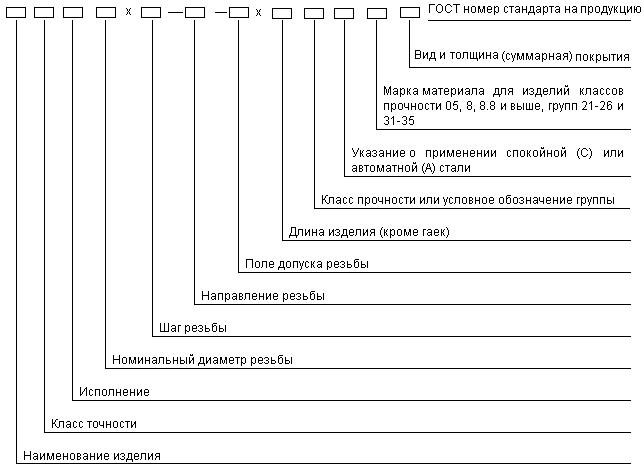 х — — х ГОСТ номер стандарта на продукцию
Вид и толщина (суммарная) покрытия
Марка материала для изделий классов
прочности 05, 8, 8.8 и выше, групп 21-26 и
31-35
Указание о применении спокойной (С) или
автоматной (А) стали
Класс прочности или условное обозначение группы
Длина изделия (кроме гаек)
Поле допуска резьбы
Направление резьбы
Шаг резьбы
Номинальный диаметр резьбы
Исполнение
Класс точности
Наименование изделия